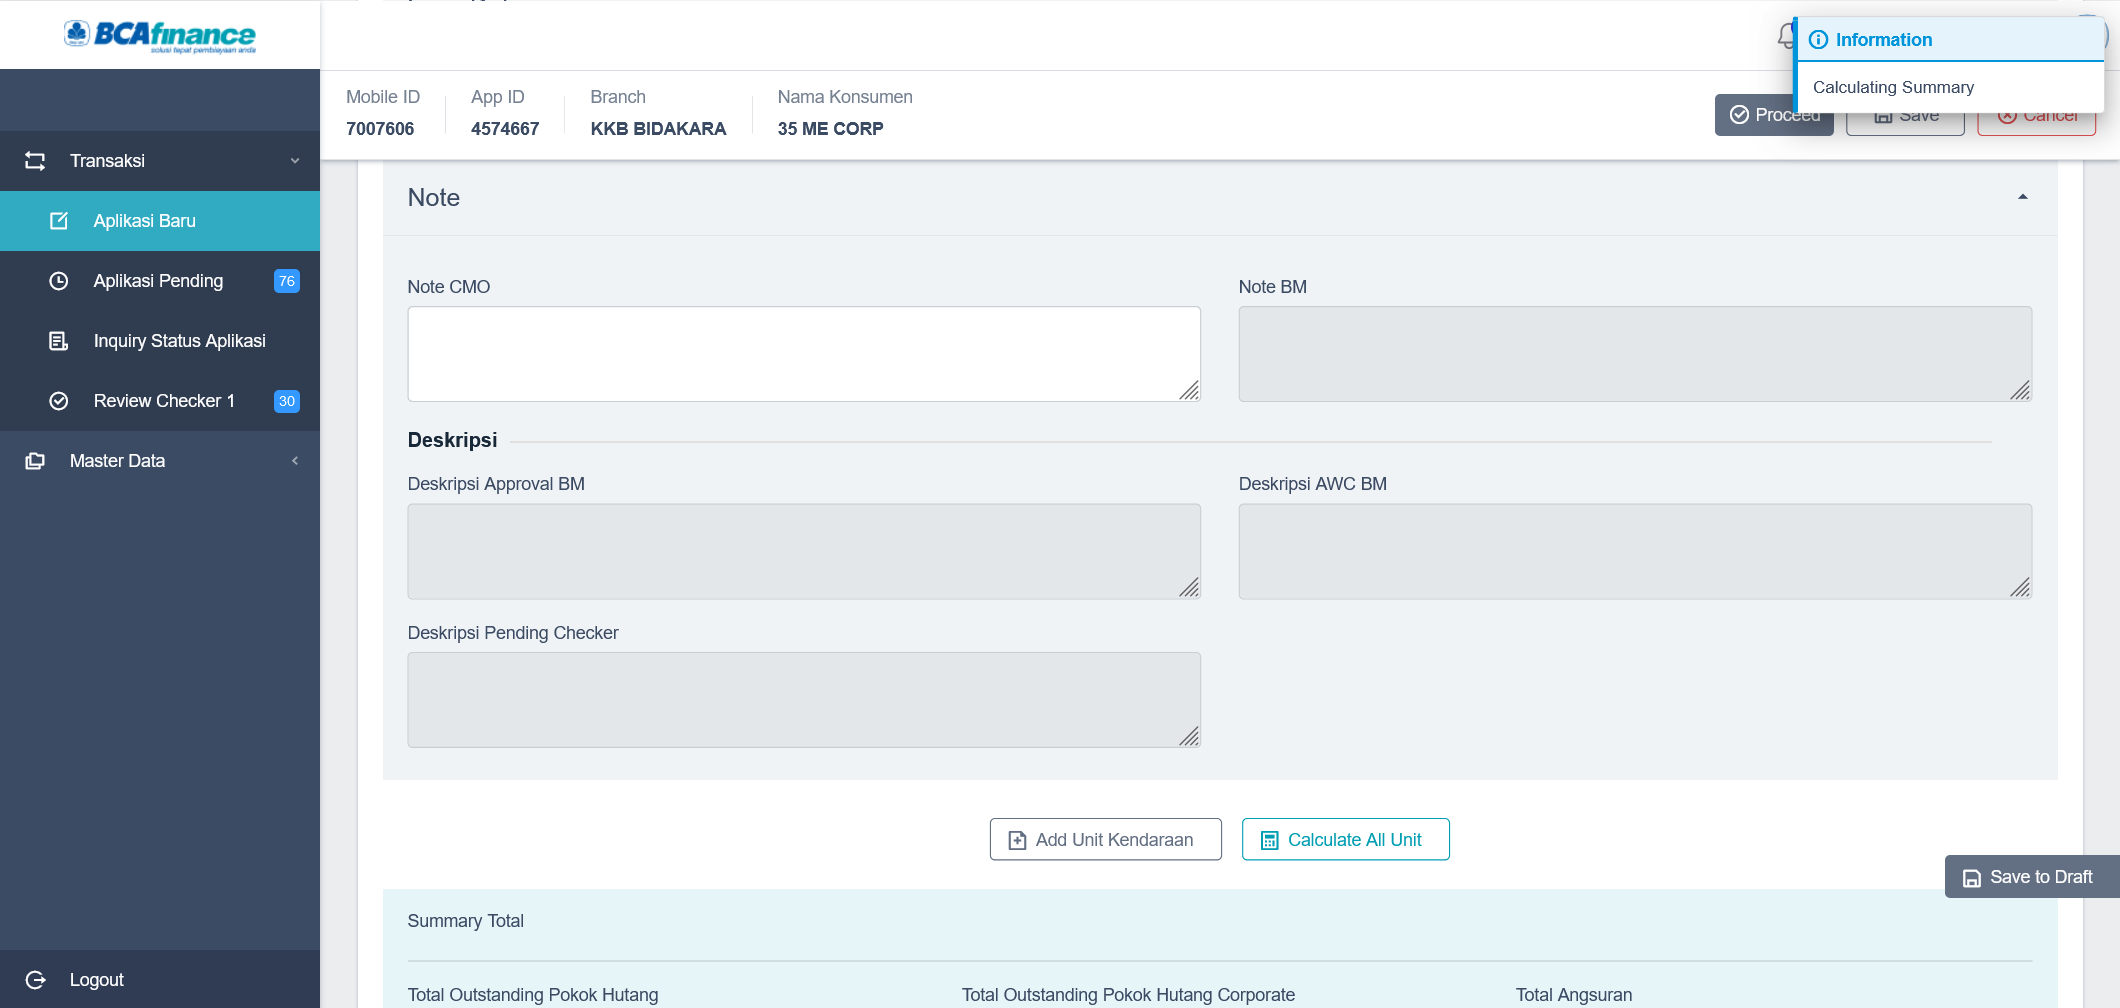 BCAfinance
solusi tepat pembiayaan anda
Information
Calculating Summary
Mobile ID
7007606
App ID
4574667
Branch
KKB BIDAKARA
Nama Konsumen
35 ME CORP
Proceed
Save
Cancel
Transaksi
Aplikasi Baru
Aplikasi Pending
76
Inquiry Status Aplikasi
Review Checker 1
30
Master Data
Logout
Note
Note CMO
Note BM
Deskripsi
Deskripsi Approval BM
Deskripsi AWC BM
Deskripsi Pending Checker
Add Unit Kendaraan
Calculate All Unit
Save to Draft
Summary Total
Total Outstanding Pokok Hutang
Total Outstanding Pokok Hutang Corporate
Total Angsuran